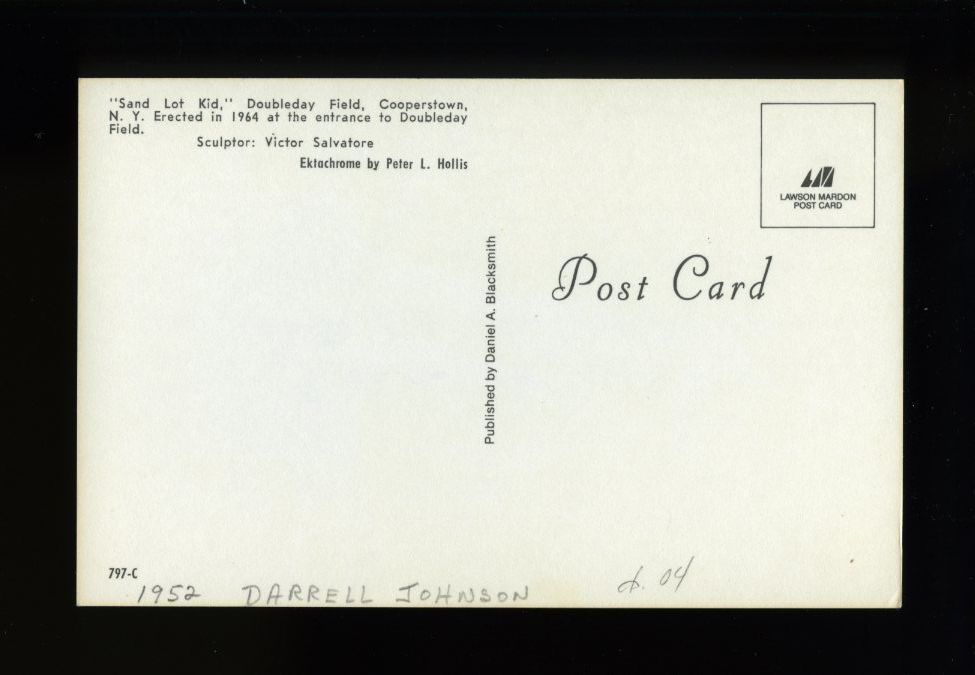 "Sand Lot Kid," Doubleday Field, Cooperstown,
N. Y. Erected in 1964 at the entrance to Doubleday
Field.
Sculptor: Victor Salvatore
Ektachrome by Peter L. Hollis
LAWSON MARDON
POST CARD
Published by Daniel A. Blacksmith
Post Card
797-C
1952 DARRELL JOHNSON
d. 04